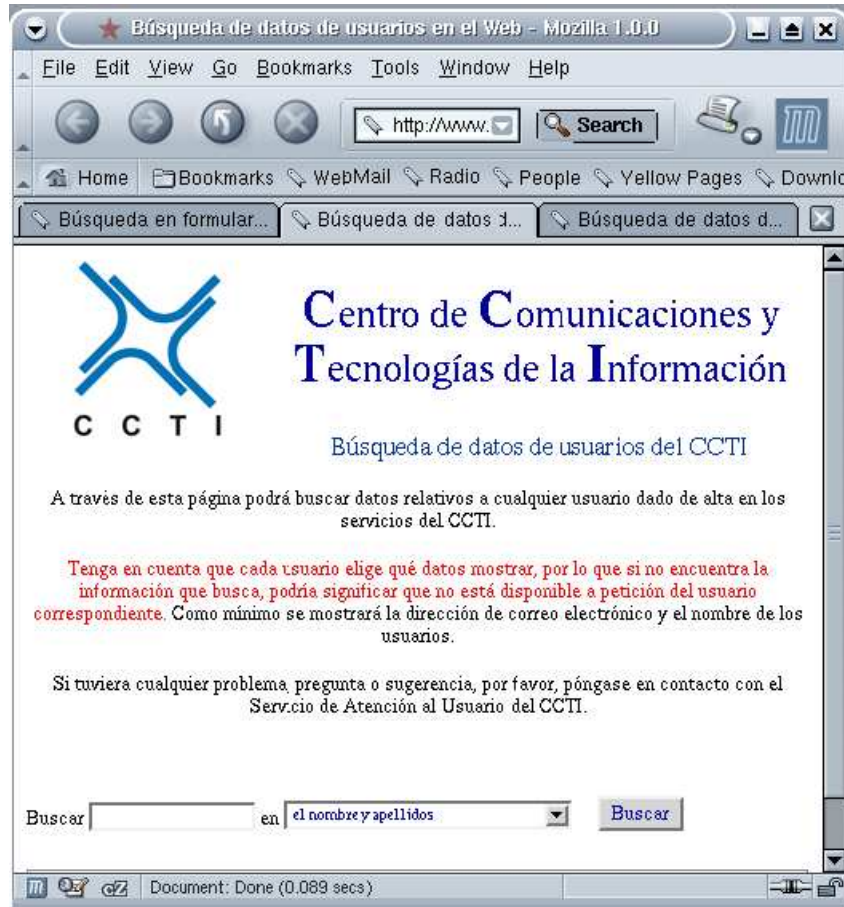 Búsqueda de datos de usuarios en el Web - Mozilla 1.0.0
File Edit View Go Bookmarks Tools Window Help
http://www. Search
Home Bookmarks WebMail Radio People Yellow Pages Downlo
Búsqueda en formular... Búsqueda de datos d... Búsqueda de datos d...
Centro de Comunicaciones y
Tecnologías de la Información
C C T I
Búsqueda de datos de usuarios del CCTI
A través de esta página podrá buscar datos relativos a cualquier usuario dado de alta en los
servicios del CCTI.
Tenga en cuenta que cada usuario elige qué datos mostrar, por lo que si no encuentra la
información que busca, podría significar que no está disponible a petición del usuario
correspondiente. Como mínimo se mostrará la dirección de correo electrónico y el nombre de los
usuarios.
Si tuviera cualquier problema, pregunta o sugerencia, por favor, póngase en contacto con el
Servicio de Atención al Usuario del CCTI.
Buscar en el nombre y apellidos Buscar
Document: Done (0.089 secs)